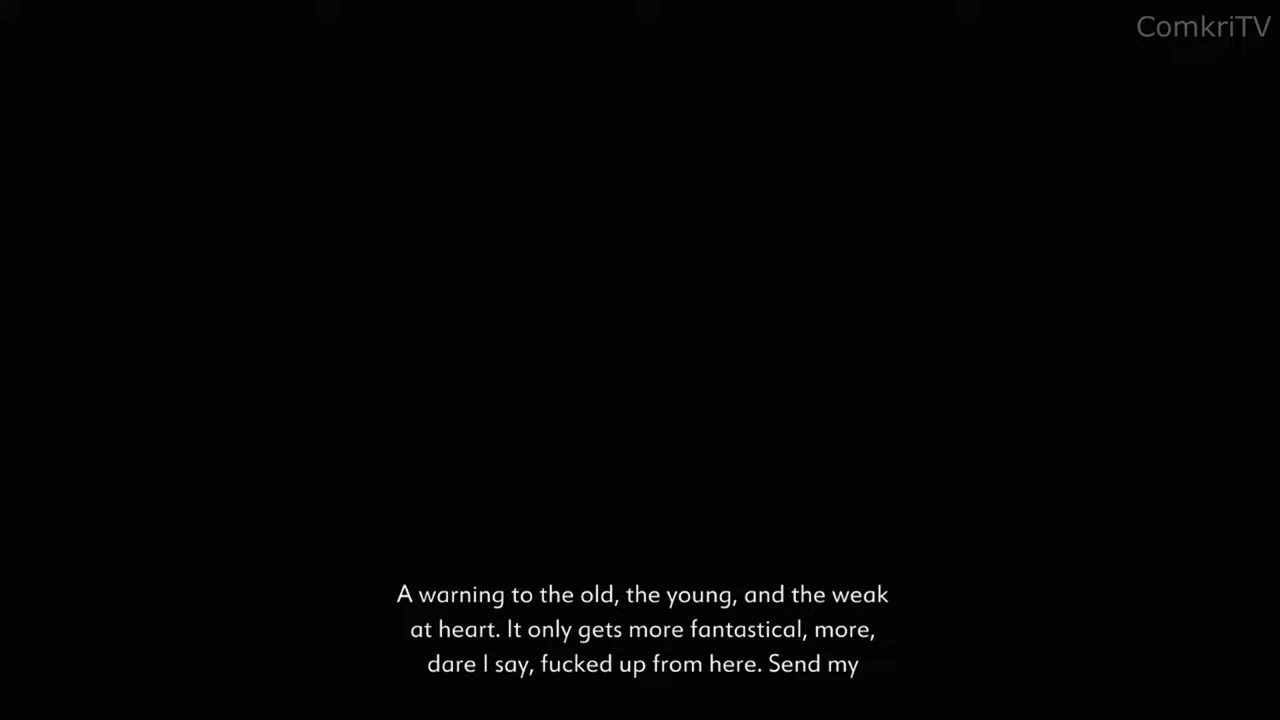 ComkriTV
A warning to the old, the young, and the weak
at heart. It only gets more fantastical, more,
dare I say, fucked up from here. Send my